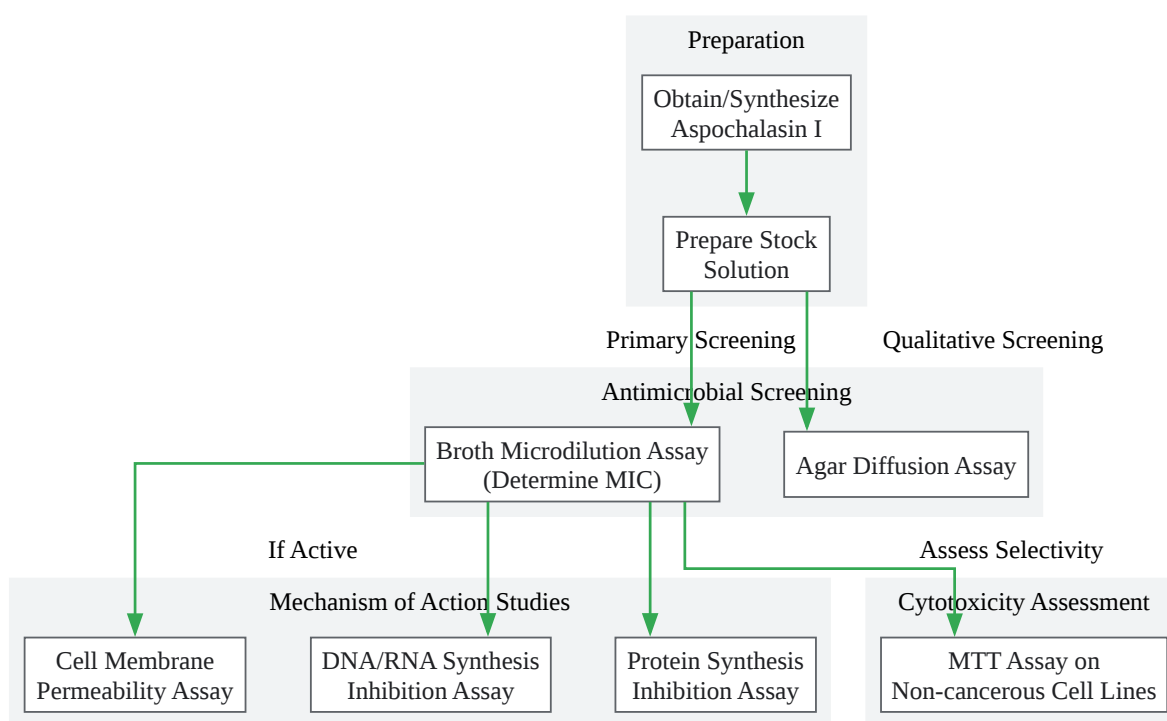 Preparation
Obtain/Synthesize
Aspochalasin I
Prepare Stock
Solution
Primary Screening
Qualitative Screening
Antimicrobial Screening
Broth Microdilution Assay
(Determine MIC)
Agar Diffusion Assay
If Active
Assess Selectivity
Mechanism of Action Studies
Cytotoxicity Assessment
Cell Membrane
Permeability Assay
DNA/RNA Synthesis
Inhibition Assay
Protein Synthesis
Inhibition Assay
MTT Assay on
Non-cancerous Cell Lines